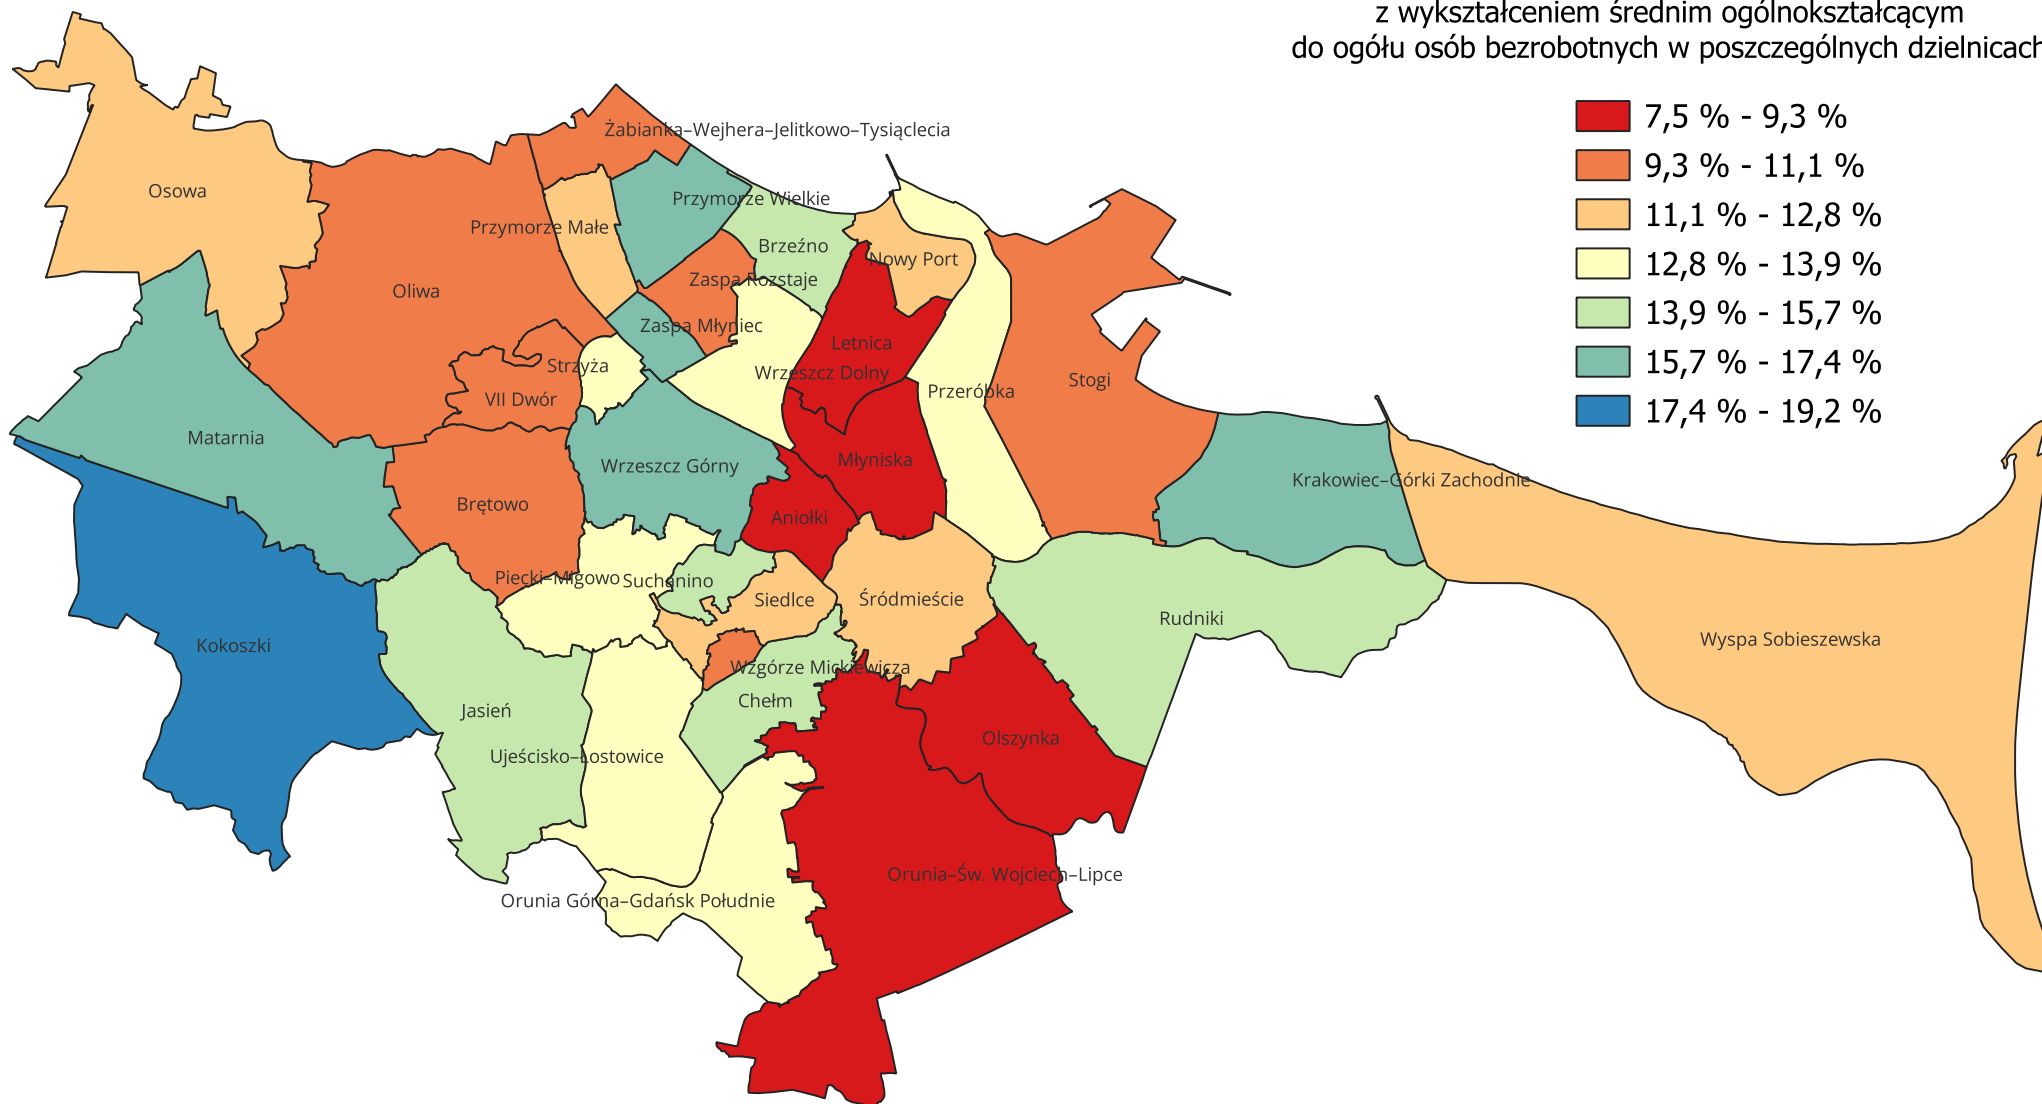 z wykształceniem średnim ogólnokształcącym
do ogółu osób bezrobotnych w poszczególnych dzielnicach
7,5 % - 9,3 %
9,3 % - 11,1 %
11,1 % - 12,8 %
12,8 % - 13,9 %
13,9 % - 15,7 %
15,7 % - 17,4 %
17,4 % - 19,2 %
Żabianka–Wejhera–Jelitkowo–Tysiąclecia
Osowa
Przymorze Wielkie
Przymorze Małe
Brzeźno
Nowy Port
Zaspa Rozstaje
Oliwa
Zaspa Młyniec
Letnica
Strzyża
Wrzeszcz Dolny
Stogi
Przeróbka
VII Dwór
Matarnia
Młyniska
Wrzeszcz Górny
Krakowiec–Górki Zachodnie
Brętowo
Aniołki
Piecki–Migowo
Suchanino
Siedlce
Śródmieście
Rudniki
Wyspa Sobieszewska
Kokoszki
Wzgórze Mickiewicza
Chełm
Jasień
Olszynka
Ujeścisko–Łostowice
Orunia–Św. Wojciech–Lipce
Orunia Górna–Gdańsk Południe